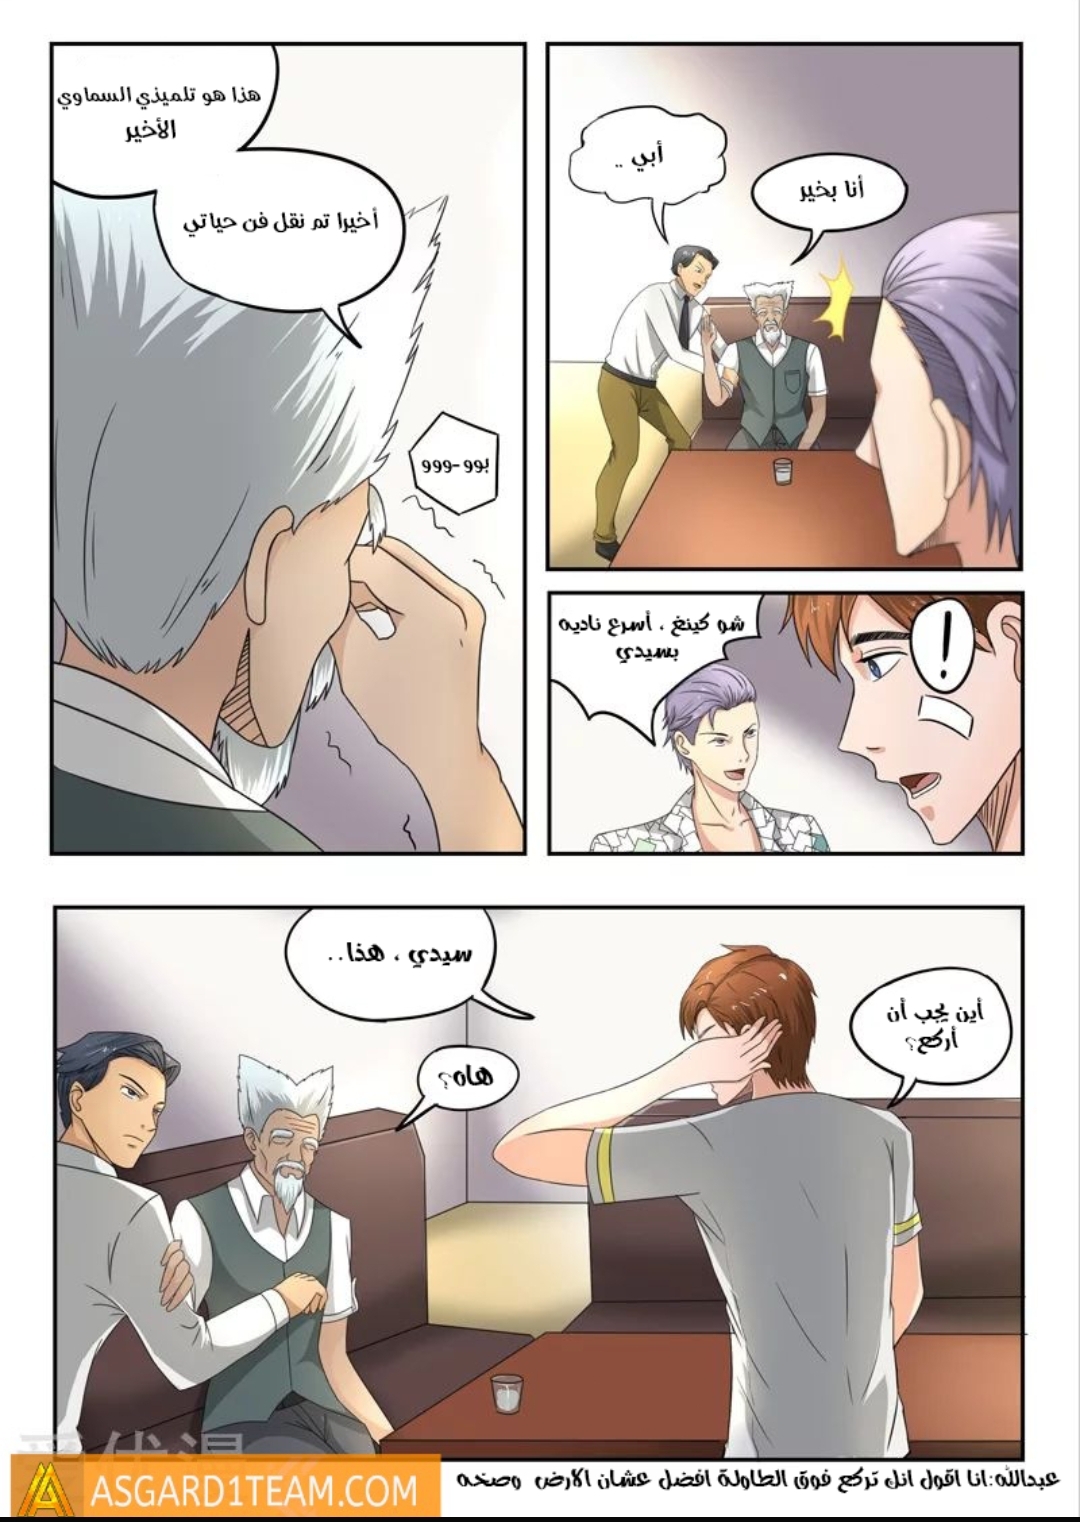 أبي ..
أنا بخير
هذا هو تلميذي السماوي
الأخير
أخيرا تم نقل فن حياتي
بوو-ووو
شو كينغ ، أسرع ناديه
بسيدي
!
أين يجب أن
أركع؟
سيدي ، هذا..
هاه؟
عبدالله:انا اقول انك تركع فوق الطاولة افضل عشان الارض وصخه
ASGARD1TEAM.COM